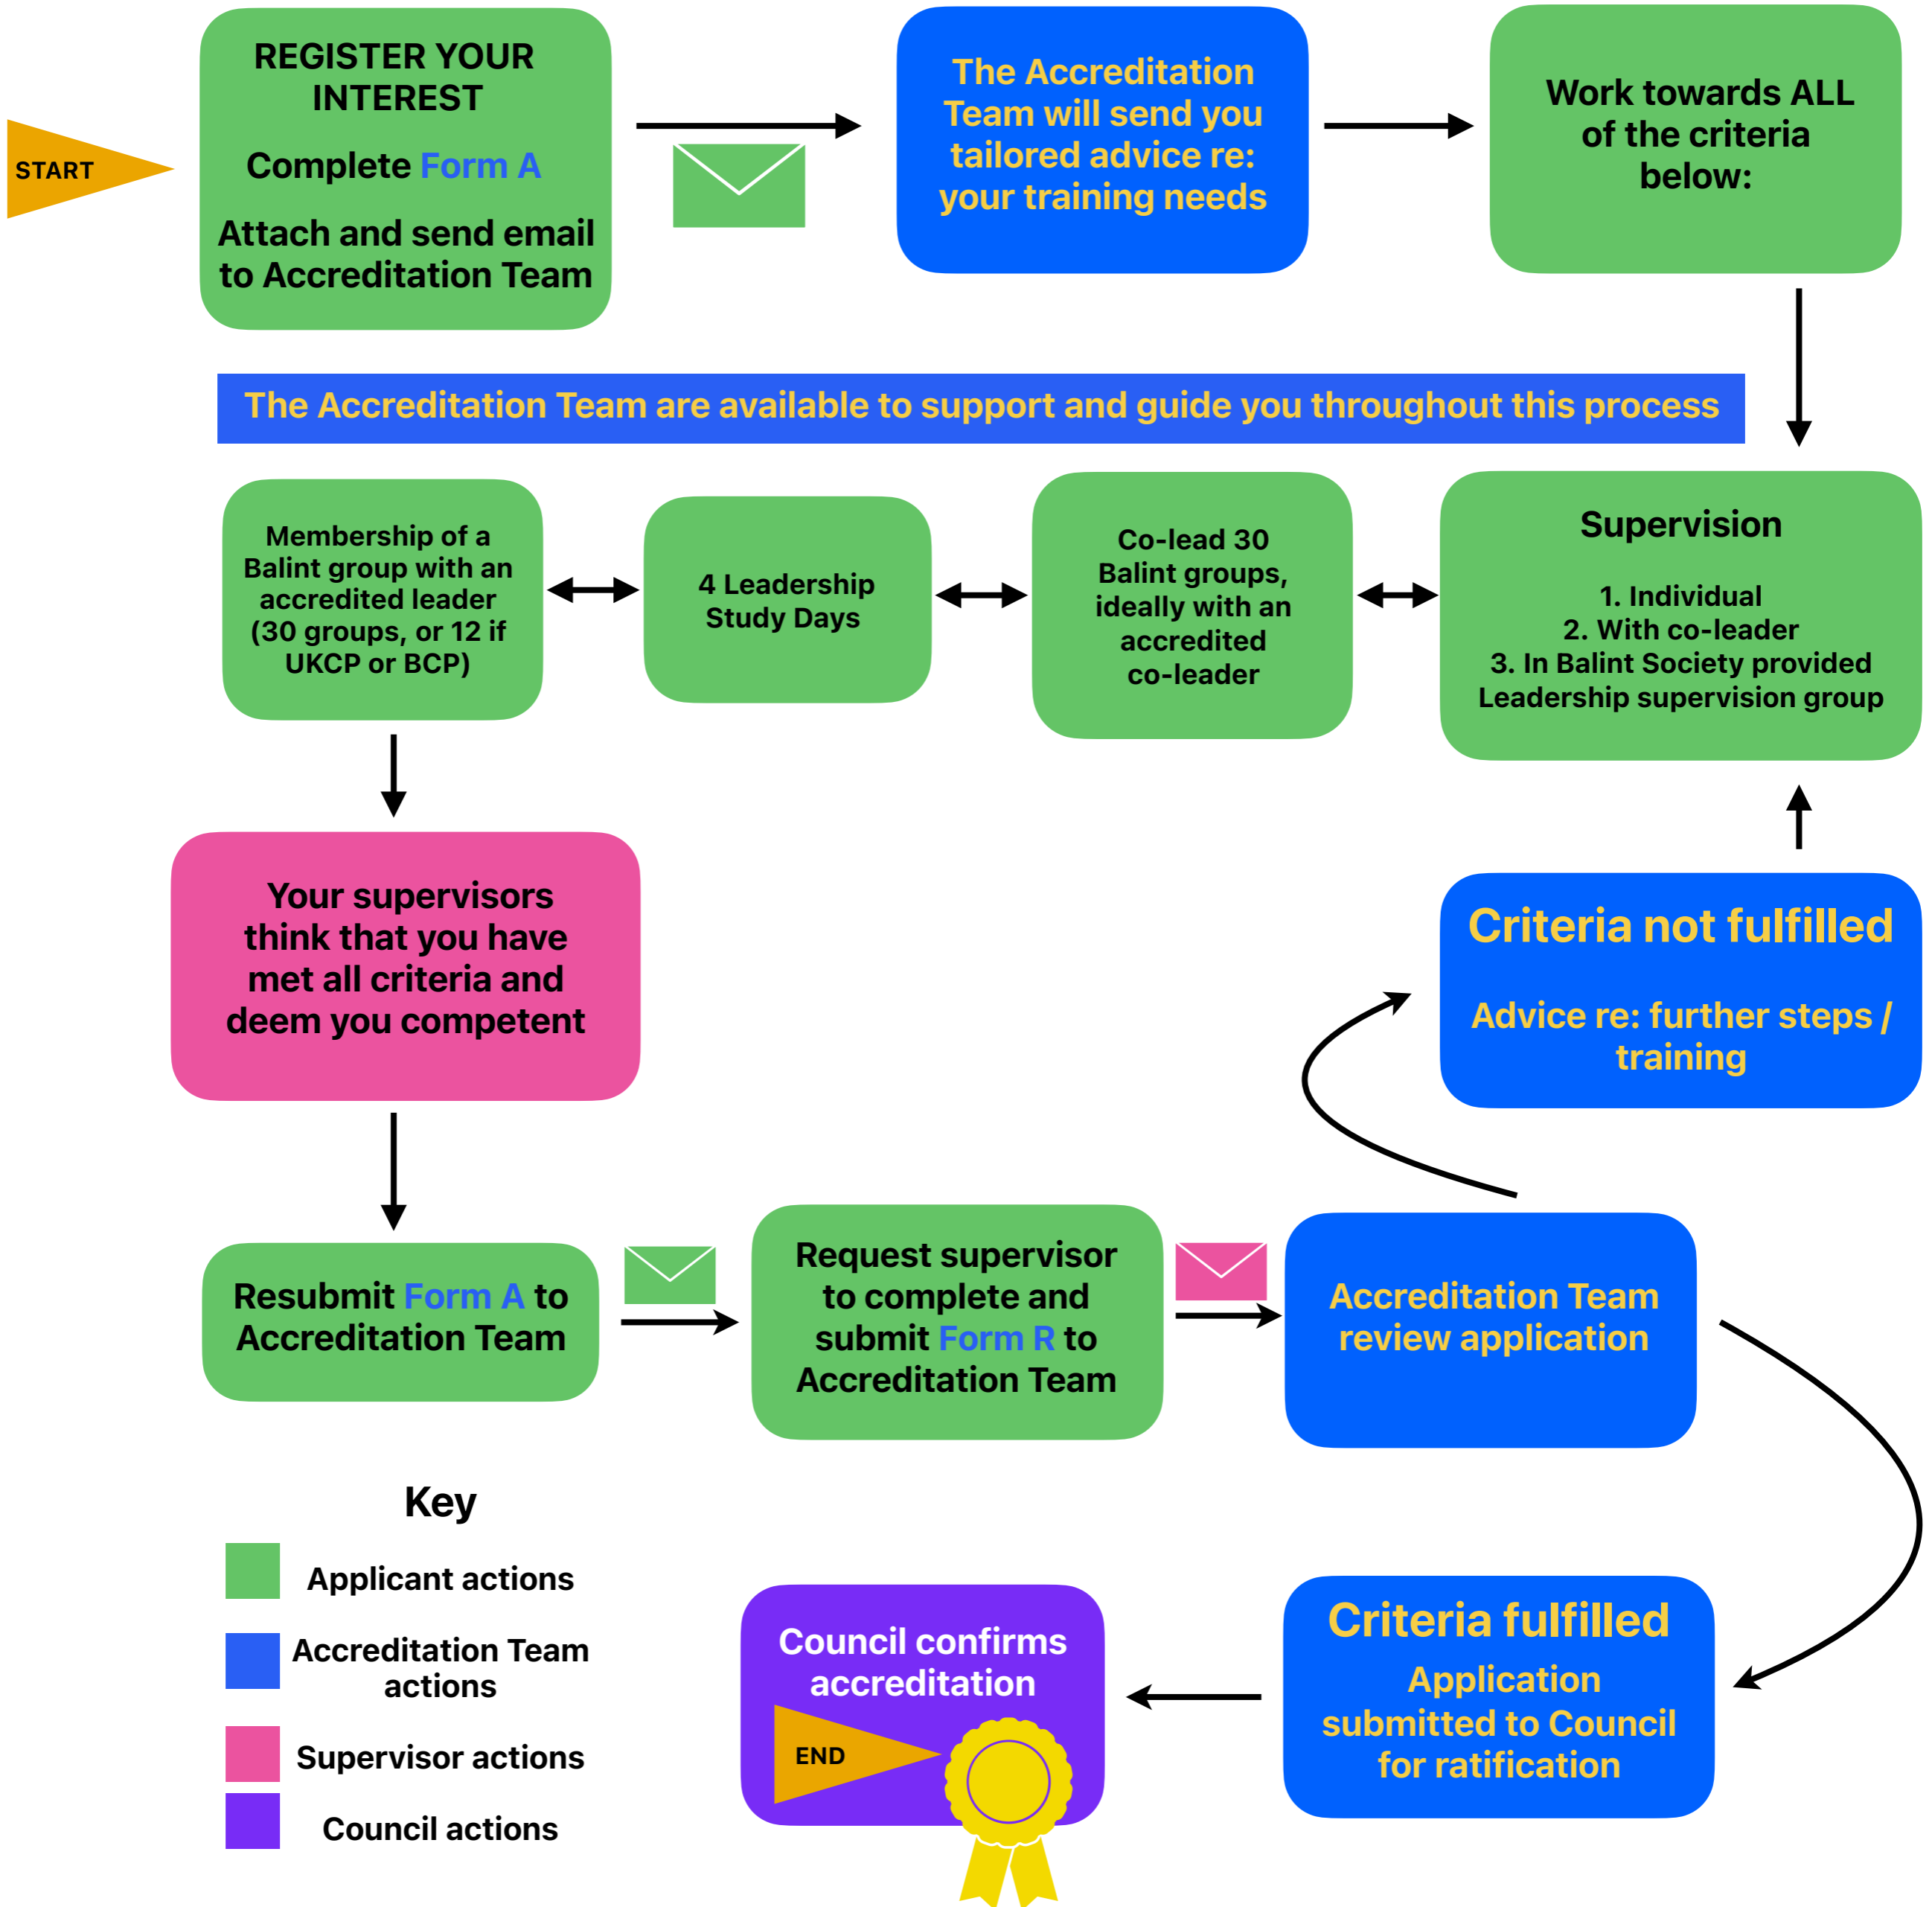 START
REGISTER YOUR
INTEREST
Complete Form A
Attach and send email
to Accreditation Team
The Accreditation
Team will send you
tailored advice re:
your training needs
Work towards ALL
of the criteria
below:
The Accreditation Team are available to support and guide you throughout this process
Membership of a
Balint group with an
accredited leader
(30 groups, or 12 if
UKCP or BCP)
4 Leadership
Study Days
Co-lead 30
Balint groups,
ideally with an
accredited
co-leader
Supervision
1. Individual
2. With co-leader
3. In Balint Society provided
Leadership supervision group
Your supervisors
think that you have
met all criteria and
deem you competent
Criteria not fulfilled
Advice re: further steps /
training
Resubmit Form A to
Accreditation Team
Request supervisor
to complete and
submit Form R to
Accreditation Team
Accreditation Team
review application
Key
Applicant actions
Accreditation Team
actions
Supervisor actions
Council actions
Council confirms
accreditation
END
Criteria fulfilled
Application
submitted to Council
for ratification